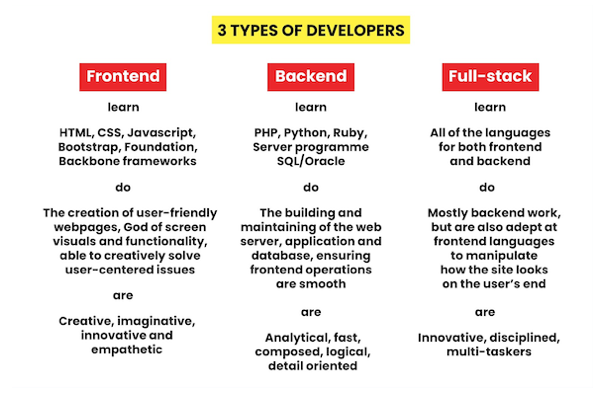 3 TYPES OF DEVELOPERS
Frontend
learn
HTML, CSS, Javascript,
Bootstrap, Foundation,
Backbone frameworks
do
The creation of user-friendly
webpages, God of screen
visuals and functionality,
able to creatively solve
user-centered issues
are
Creative, imaginative,
innovative and
empathetic
Backend
learn
PHP, Python, Ruby,
Server programme
SQL/Oracle
do
The building and
maintaining of the web
server, application and
database, ensuring
frontend operations
are smooth
are
Analytical, fast,
composed, logical,
detail oriented
Full-stack
learn
All of the languages
for both frontend
and backend
do
Mostly backend work,
but are also adept at
frontend languages
to manipulate
how the site looks
on the user's end
are
Innovative, disciplined,
multi-taskers